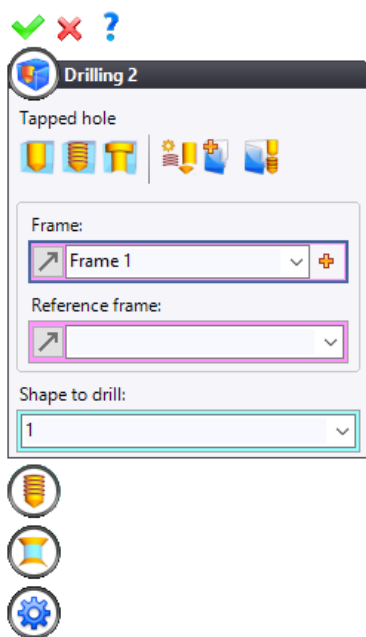 Drilling 2
Tapped hole
Frame:
Frame 1
Reference frame:
Shape to drill:
1